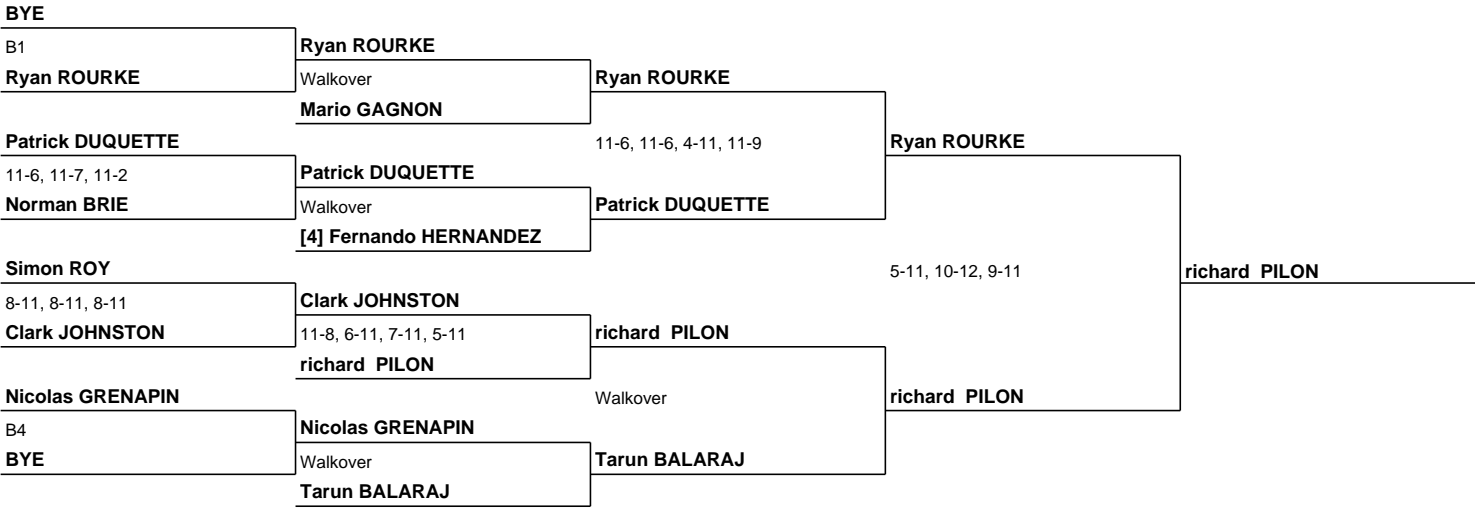 BYE
B1
Ryan ROURKE
Ryan ROURKE
Walkover
Mario GAGNON
Ryan ROURKE
Patrick DUQUETTE
11-6, 11-7, 11-2
Norman BRIE
Patrick DUQUETTE
Walkover
[4] Fernando HERNANDEZ
11-6, 11-6, 4-11, 11-9
Patrick DUQUETTE
Ryan ROURKE
Simon ROY
8-11, 8-11, 8-11
Clark JOHNSTON
Clark JOHNSTON
11-8, 6-11, 7-11, 5-11
richard  PILON
richard  PILON
Nicolas GRENAPIN
B4
BYE
Nicolas GRENAPIN
Walkover
Tarun BALARAJ
Walkover
Tarun BALARAJ
richard  PILON
5-11, 10-12, 9-11
richard  PILON